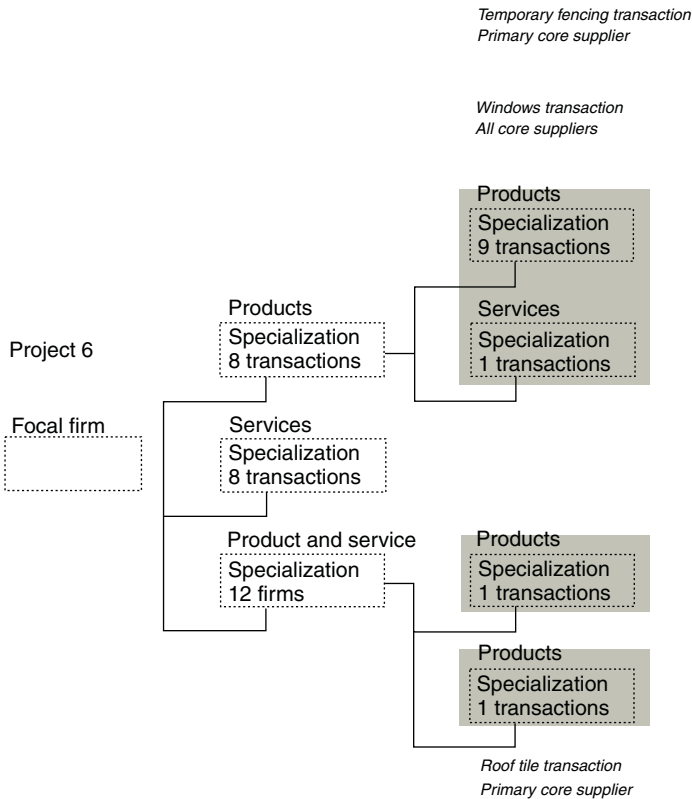 Temporary fencing transaction
Primary core supplier
Windows transaction
All core suppliers
Products
Specialization
9 transactions
Products
Specialization
8 transactions
Services
Specialization
1 transactions
Project 6
Focal firm
Services
Specialization
8 transactions
Product and service
Specialization
12 firms
Products
Specialization
1 transactions
Products
Specialization
1 transactions
Roof tile transaction
Primary core supplier